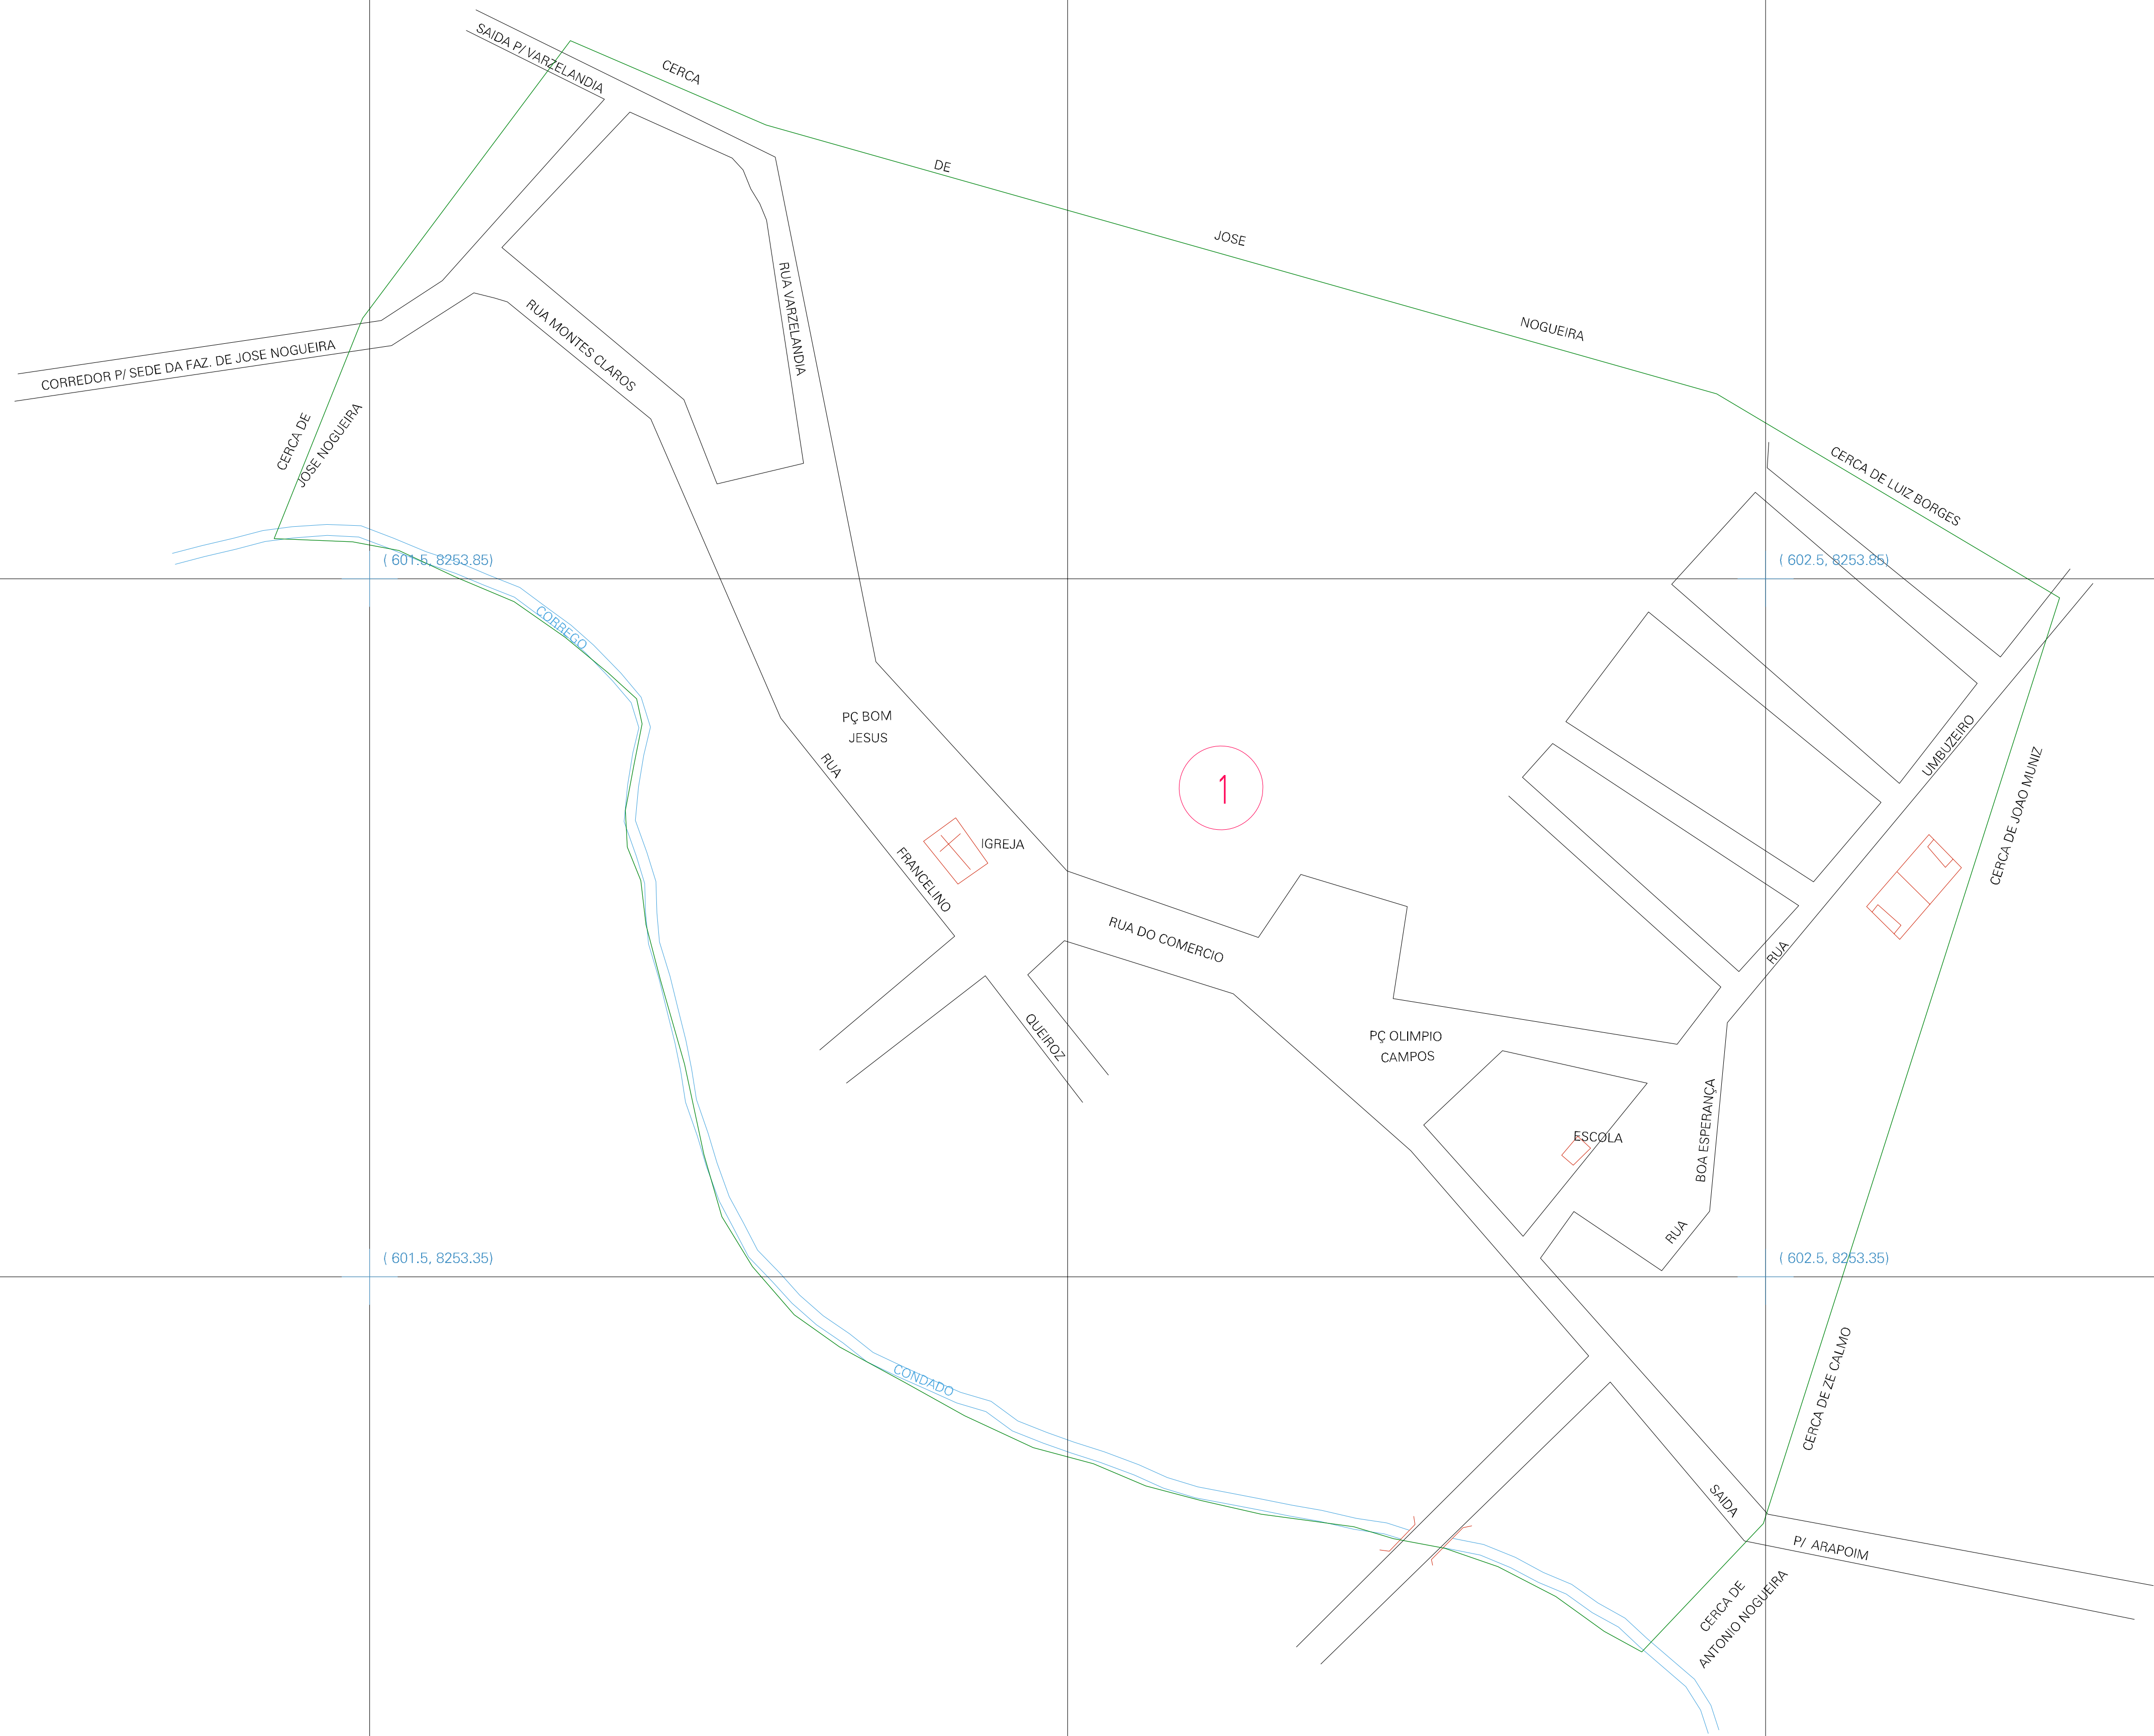 SAIDA P/ VARZELANDIA
CERCA
DE
JOSE
NOGUEIRA
RUA VARZELANDIA
RUA MONTES CLAROS
CORREDOR P/ SEDE DA FAZ. DE JOSE NOGUEIRA
CERCA DE
JOSE NOGUEIRA
CERCA DE LUIZ BORGES
( 601.5, 8253.85)
( 602.5, 8253.85)
CORREGO
PÇ BOM
JESUS
RUA
FRANCELINO
QUEIROZ
IGREJA
1
RUA DO COMERCIO
UMBUZEIRO
RUA
CERCA DE JOAO MUNIZ
PÇ OLIMPIO
CAMPOS
ESCOLA
BOA ESPERANÇA
RUA
( 601.5, 8253.35)
( 602.5, 8253.35)
CONDADO
CERCA DE ZE CALMO
SAIDA
P/ ARAPOIM
CERCA DE
ANTONIO NOGUEIRA